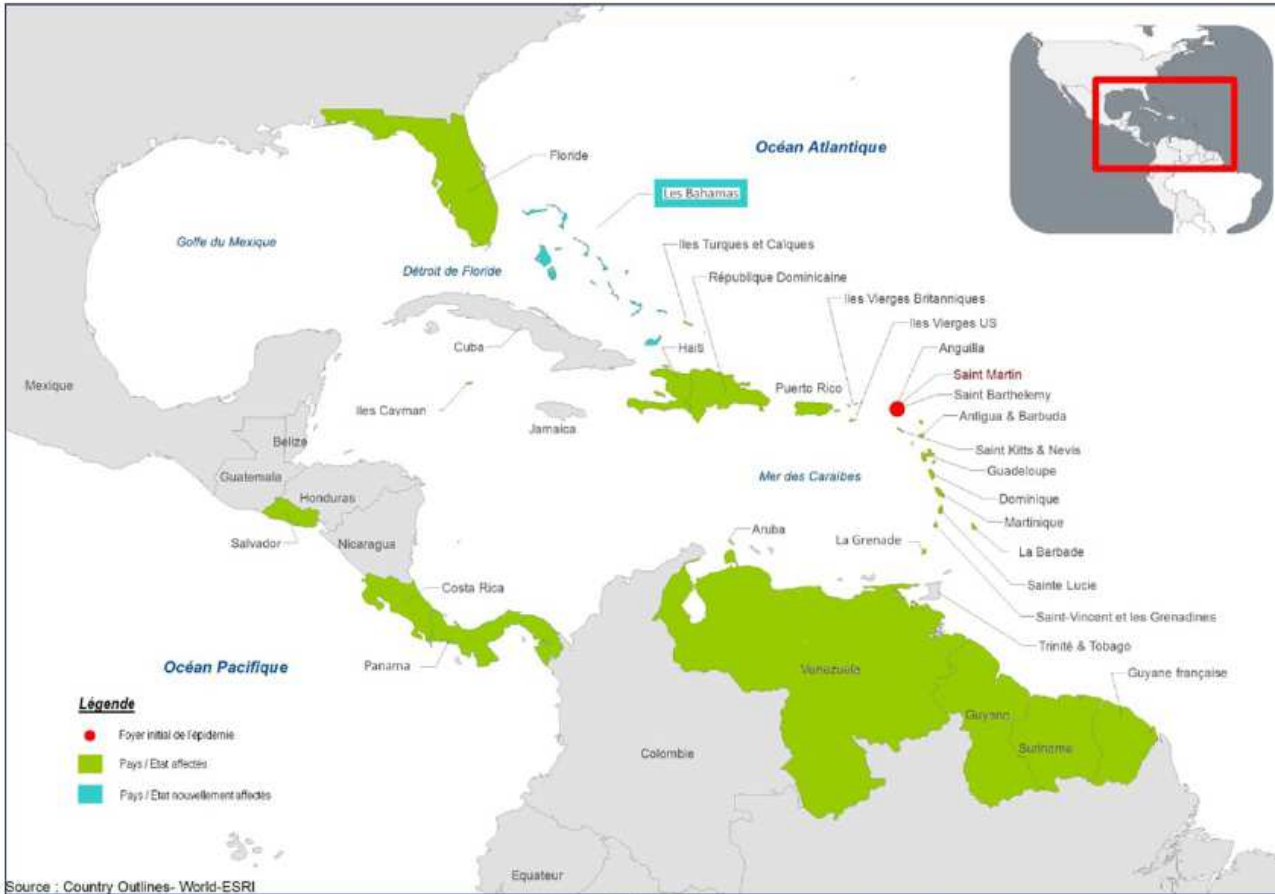 Océan Atlantique
Floride
Les Bahamas
Golfe du Mexique
Iles Turques et Caïques
Détroit de Floride
République Dominicaine
Iles Vierges Britanniques
Iles Vierges US
Cuba
Haiti
Anguilla
Mexique
Saint Martin
Puerto Rico
Saint Barthelemy
Iles Cayman
Antigua & Barbuda
Jamaica
Belize
Saint Kitts & Nevis
Guatemala
Mer des Caraïbes
Guadeloupe
Honduras
Dominique
Martinique
Salvador
Nicaragua
Aruba
La Grenade
La Barbade
Sainte Lucie
Costa Rica
Saint-Vincent et les Grenadines
Trinité & Tobago
Océan Pacifique
Panama
Venezuela
Guyane française
Légende
Guyana
Foyer initial de l'épidémie
Suriname
Colombie
Pays / Etat affectés
Pays / Etat nouvellement affectés
Equateur
Source : Country Outlines- World-ESRI